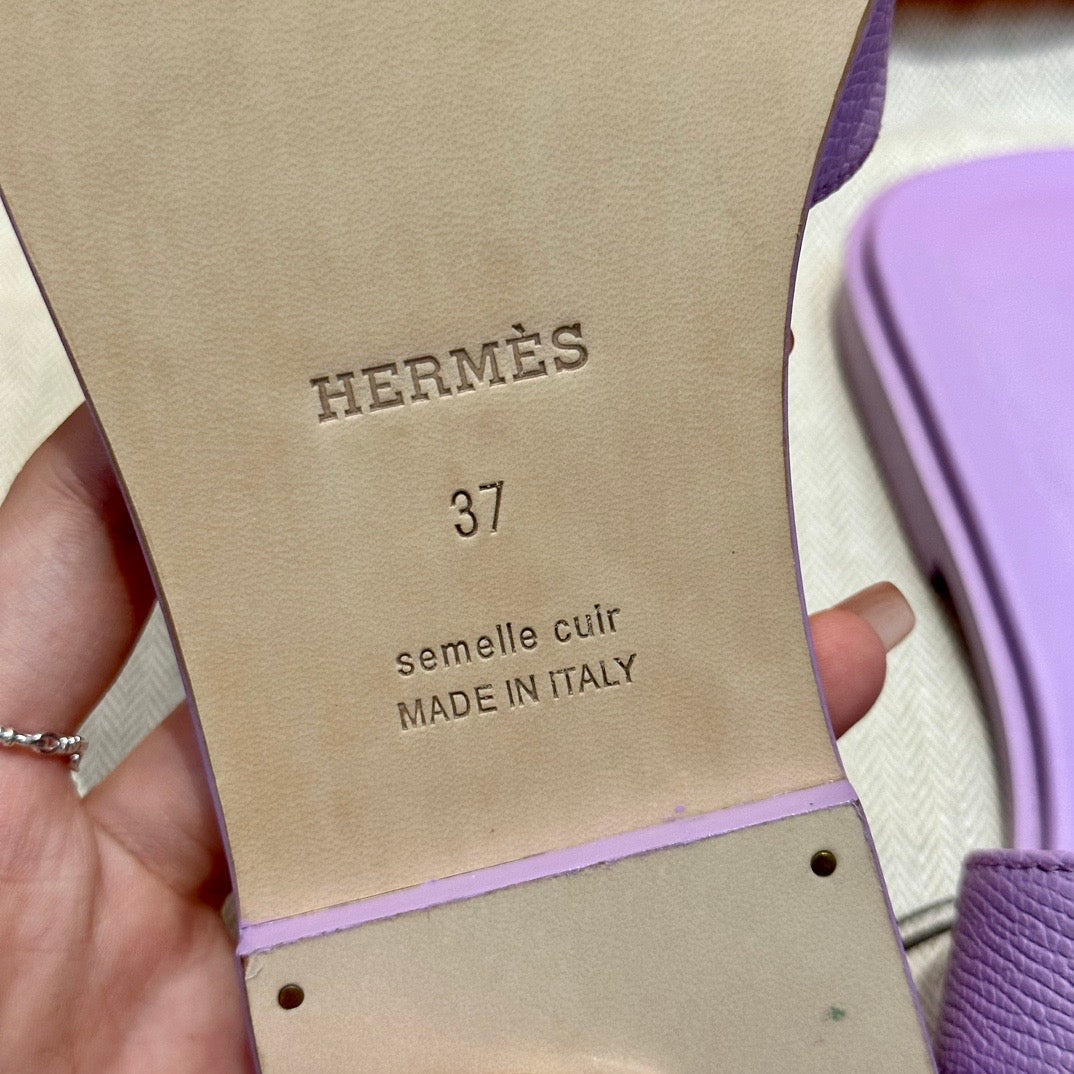 HERMÈS
37
semelle cuir
MADE IN ITALY